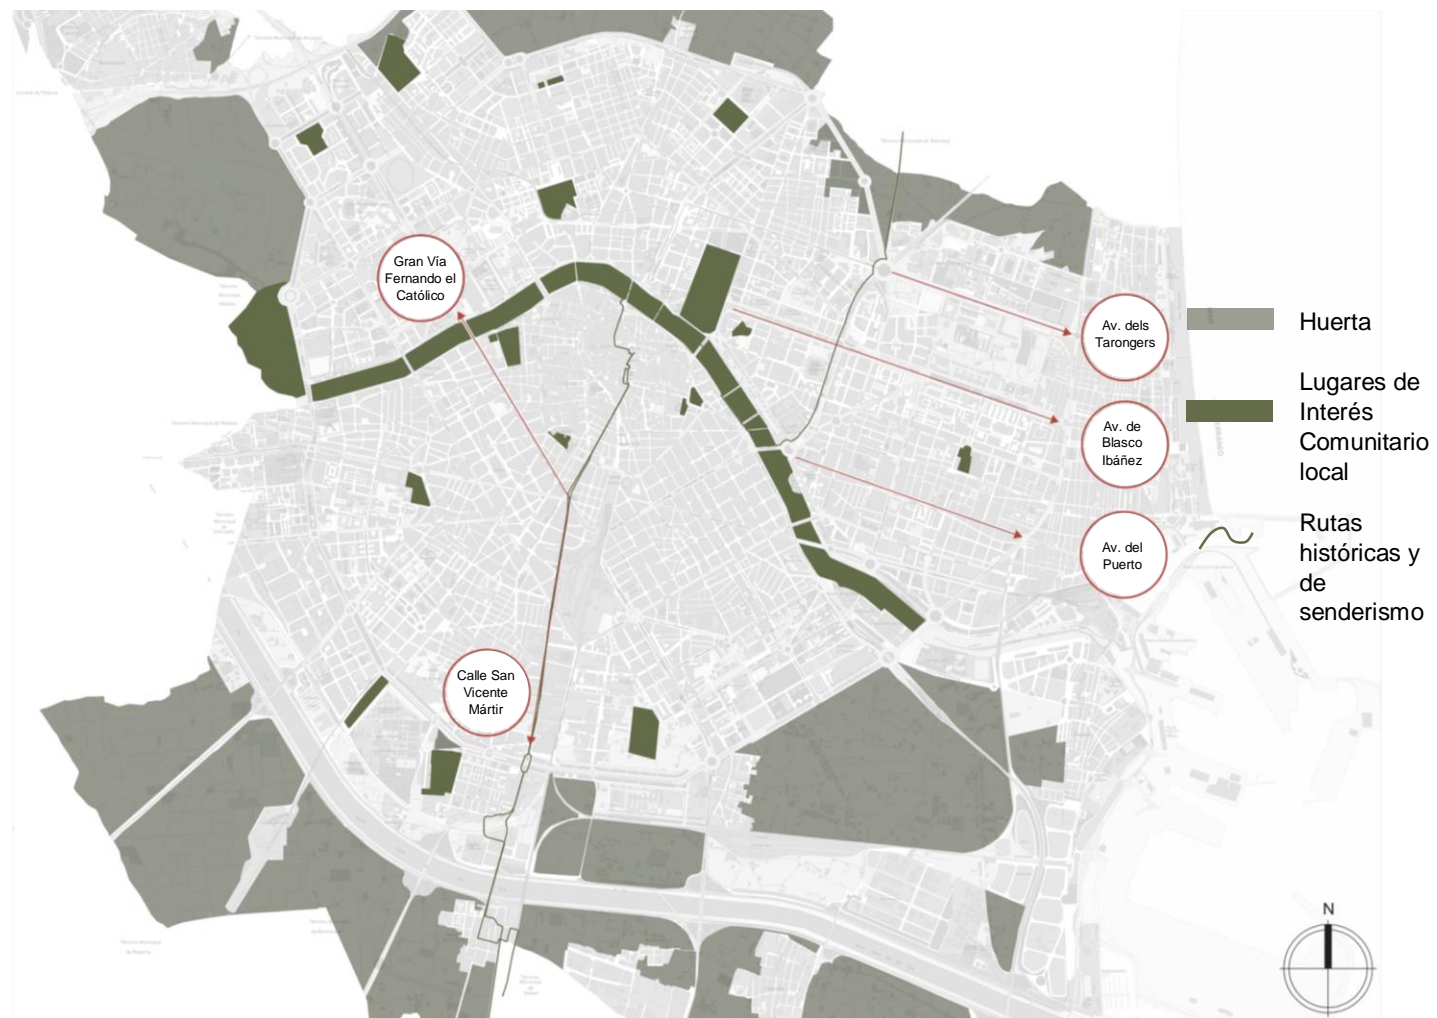 Gran Vía
Fernando el
Católico
Av. dels
Tarongers
Av. de
Blasco
Ibáñez
Av. del
Puerto
Calle San
Vicente
Mártir
Huerta
Lugares de
Interés
Comunitario
local
Rutas
históricas y
de
senderismo
N